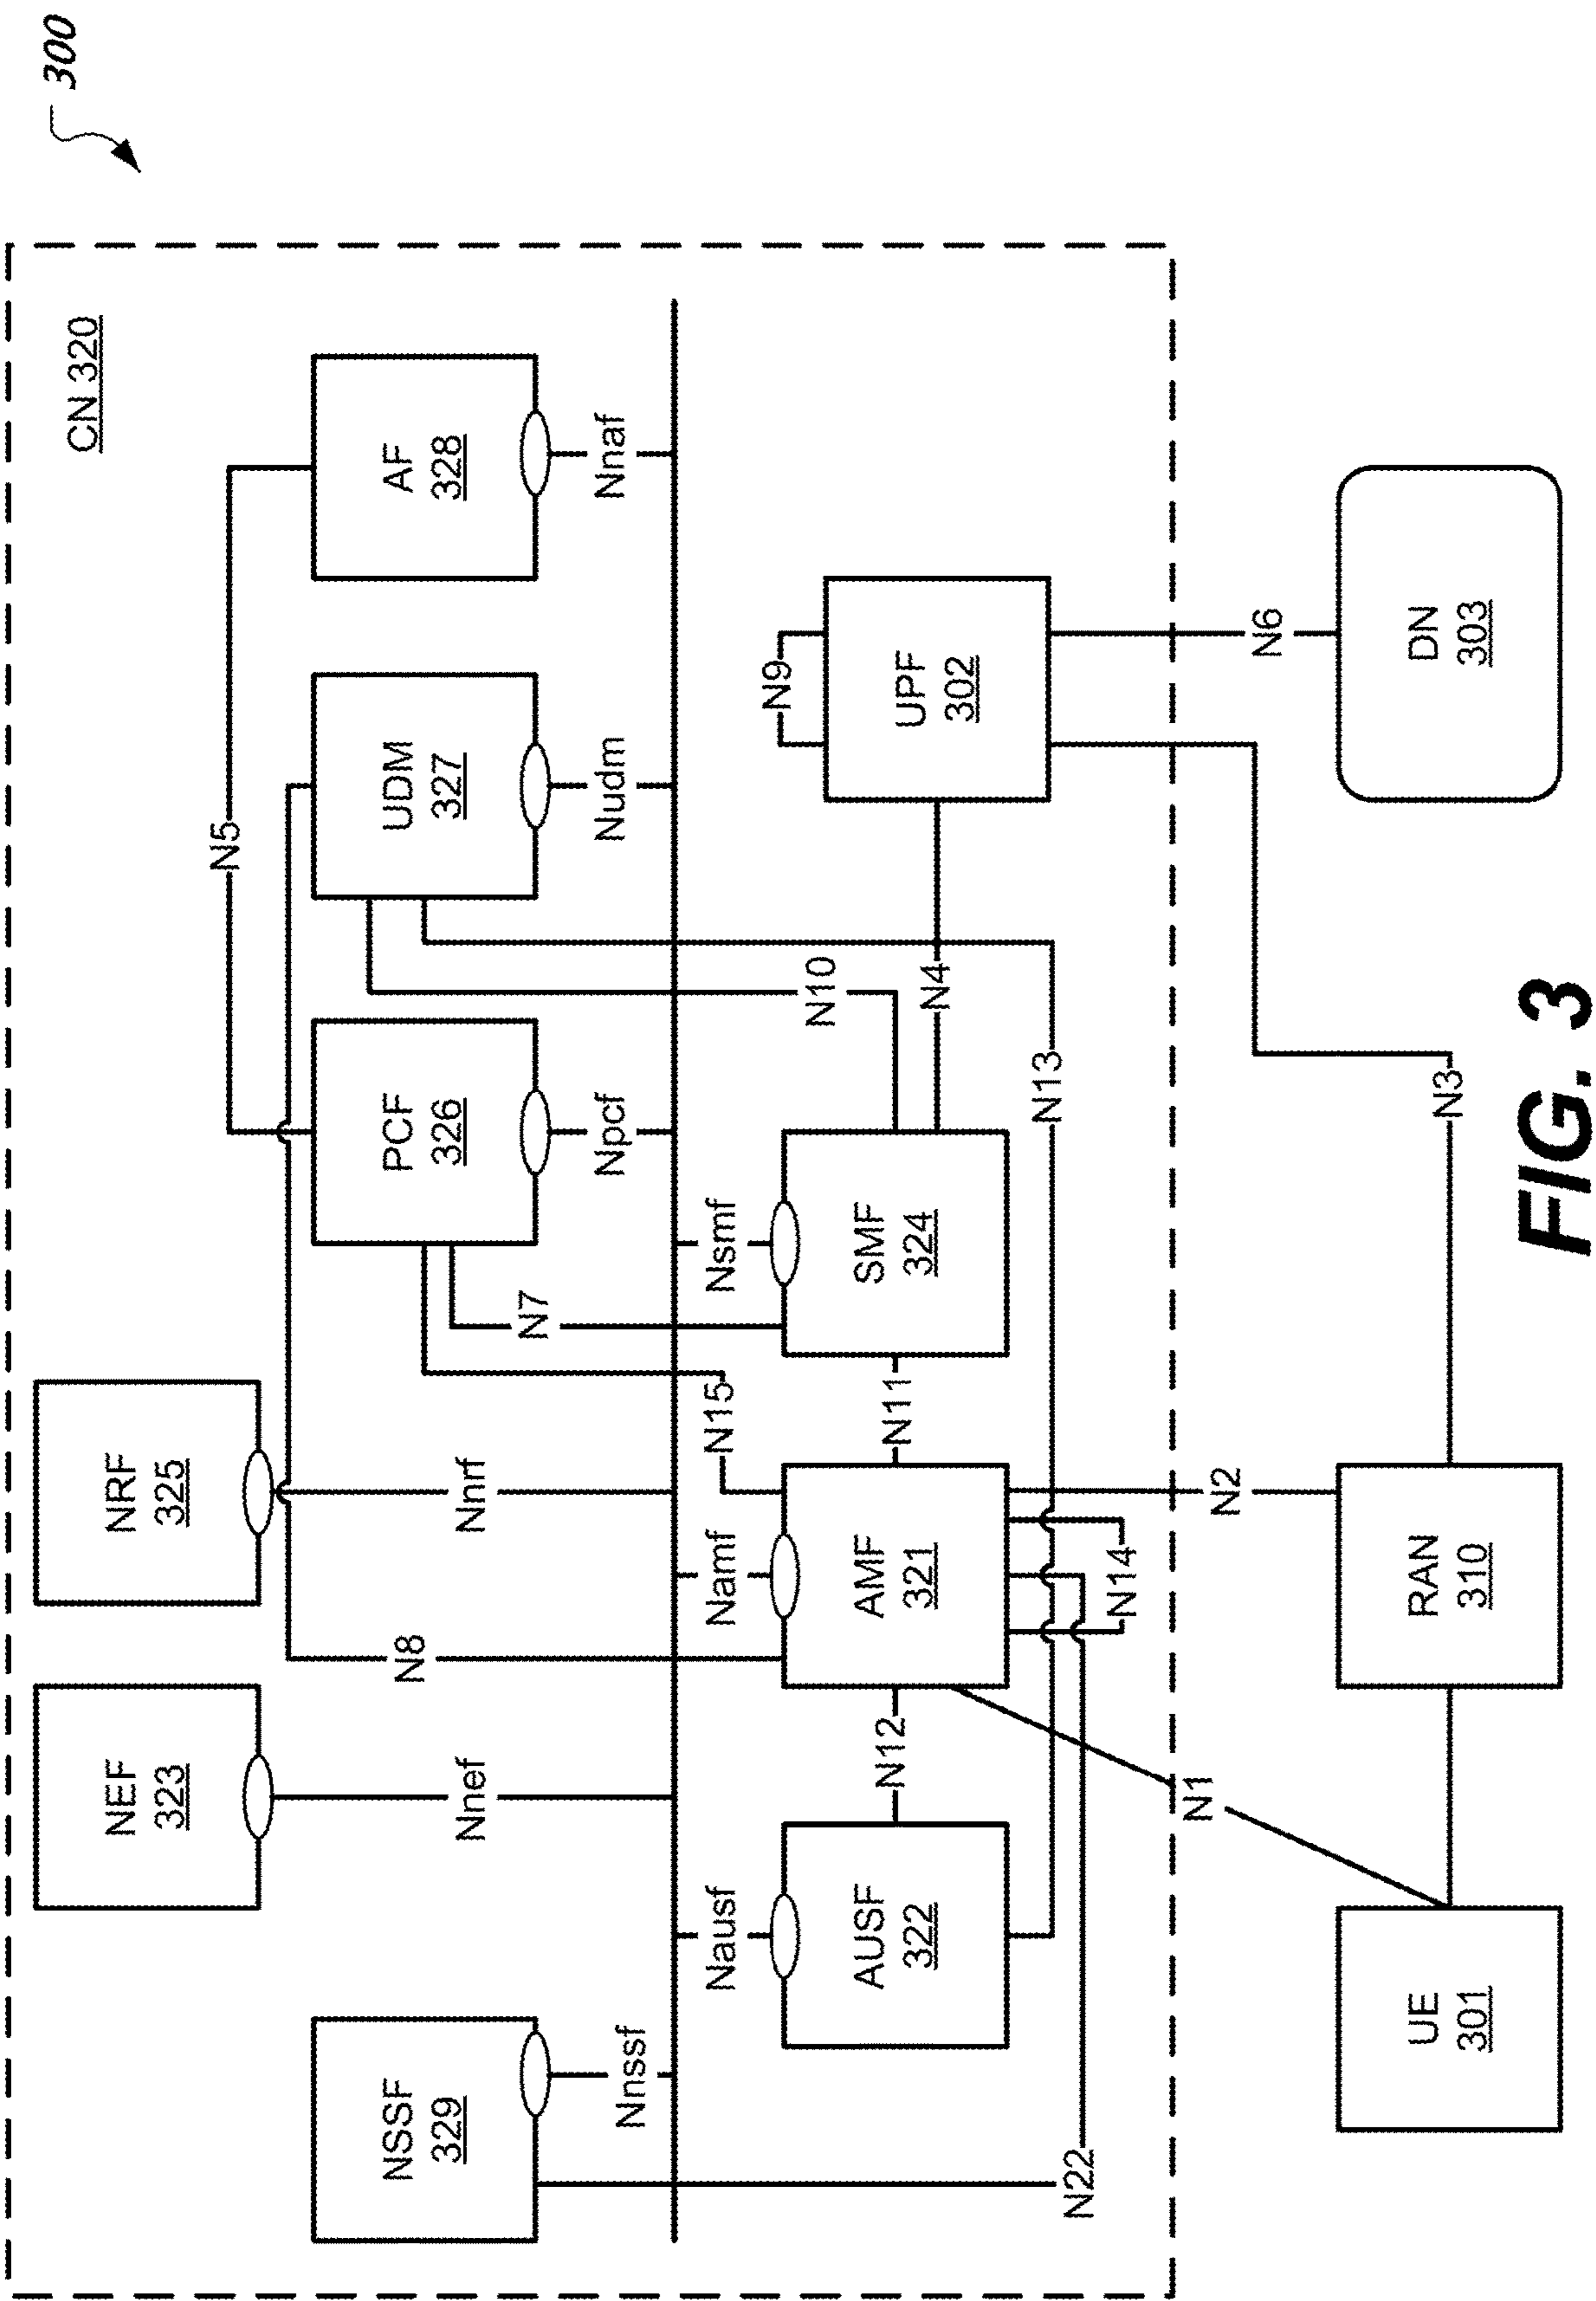 300
CN 320
NEF
323
NRF
325
N5
NSSF
329
PCF
326
UDM
327
AF
328
N8
Nnef
Nnrf
N7
Nnssf
Npcf
Nudm
Nnaf
Nausf
Namf
N15
Nsmf
N9
N10
AUSF
322
N12
AMF
321
N11
SMF
324
N4
UPF
302
N13
N22
N14
N1
N2
N6
UE
301
RAN
310
N3
DN
303
FIG. 3